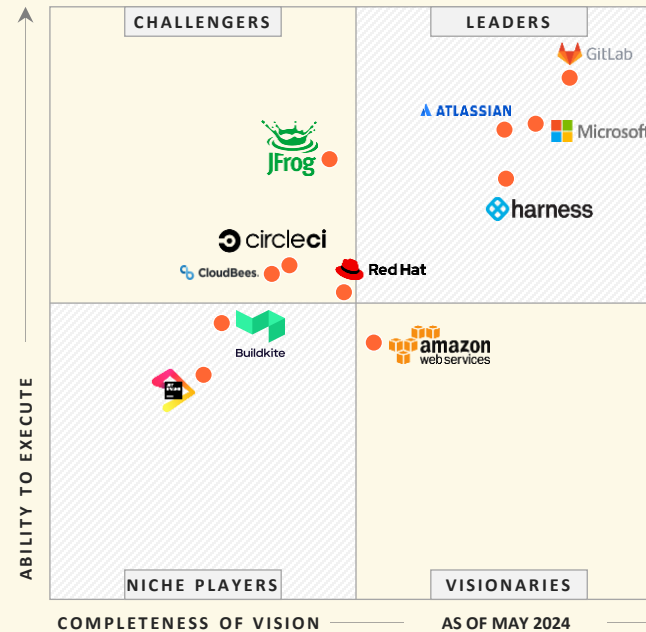 CHALLENGERS
LEADERS
GitLab
ATLASSIAN
Microsoft
JFrog
harness
circleci
CloudBees.
Red Hat
Buildkite
amazon
web services
ABILITY TO EXECUTE
NICHE PLAYERS
VISIONARIES
COMPLETENESS OF VISION
AS OF MAY 2024